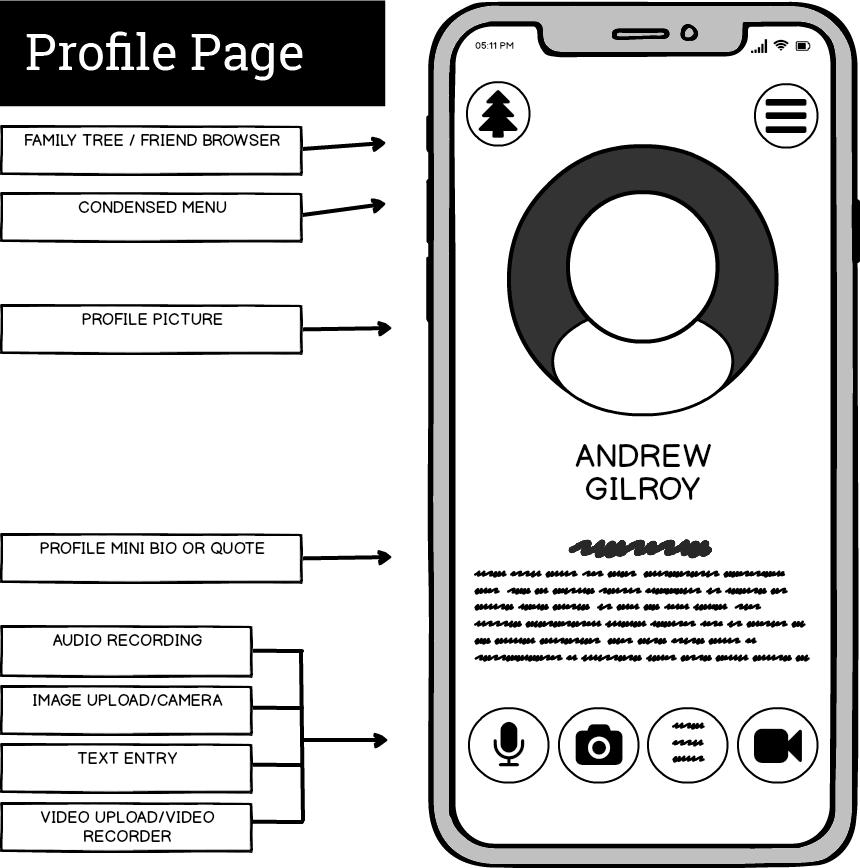 Profile Page
FAMILY TREE / FRIEND BROWSER
CONDENSED MENU
PROFILE PICTURE
PROFILE MINI BIO OR QUOTE
AUDIO RECORDING
IMAGE UPLOAD/CAMERA
TEXT ENTRY
VIDEO UPLOAD/VIDEO
RECORDER
05:11 PM
ANDREW
GILROY